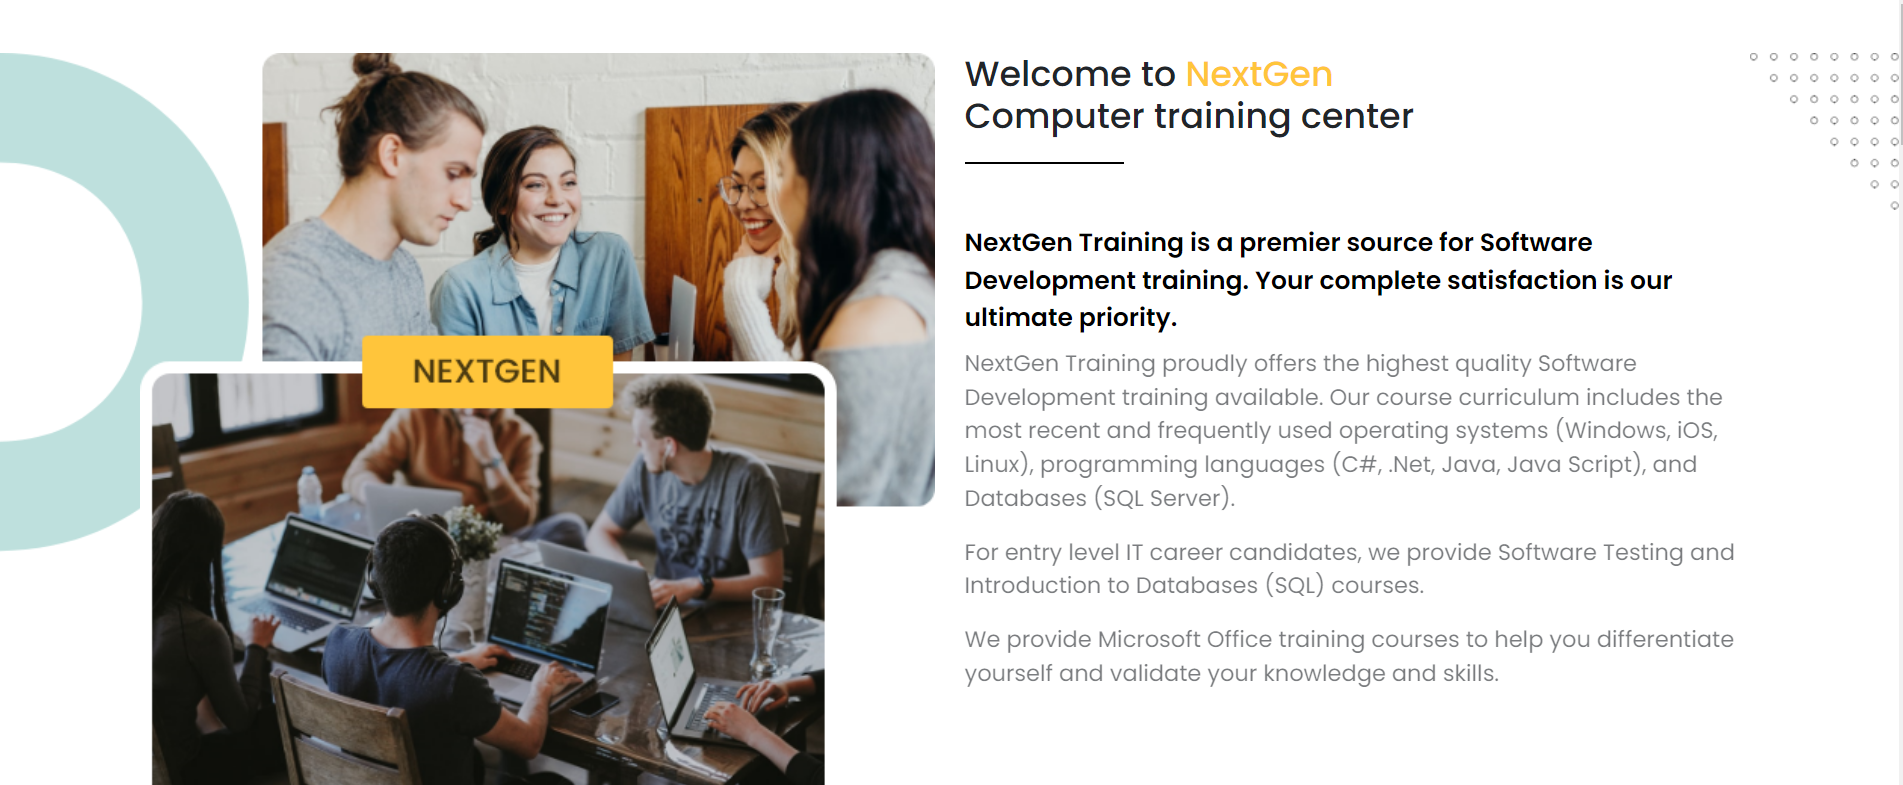 Welcome to NextGen
Computer training center
NextGen Training is a premier source for Software
Development training. Your complete satisfaction is our
ultimate priority.
NextGen Training proudly offers the highest quality Software
Development training available. Our course curriculum includes the
most recent and frequently used operating systems (Windows, iOS,
Linux), programming languages (C#, .Net, Java, Java Script), and
Databases (SQL Server).
For entry level IT career candidates, we provide Software Testing and
Introduction to Databases (SQL) courses.
We provide Microsoft Office training courses to help you differentiate
yourself and validate your knowledge and skills.
NEXTGEN